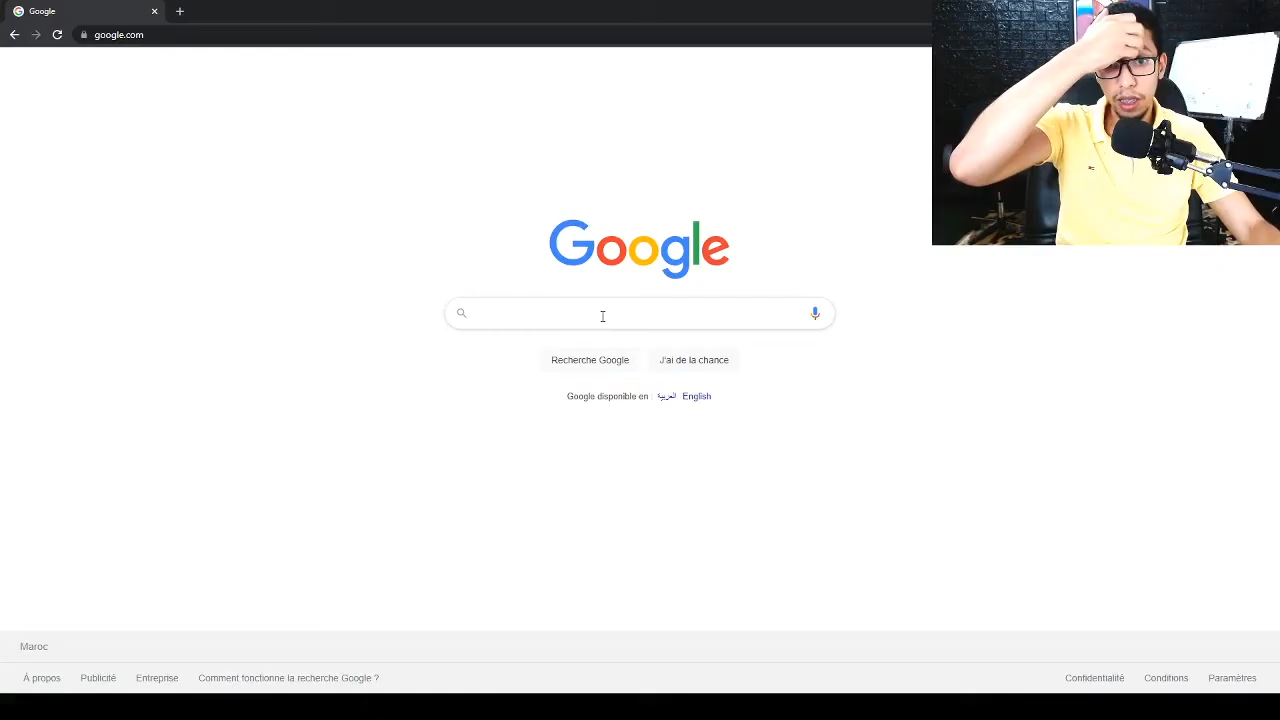 Google
google.com
Google
Recherche Google
J'ai de la chance
Google disponible en : العربية English
Maroc
À propos
Publicité
Entreprise
Comment fonctionne la recherche Google ?
Confidentialité
Conditions
Paramètres